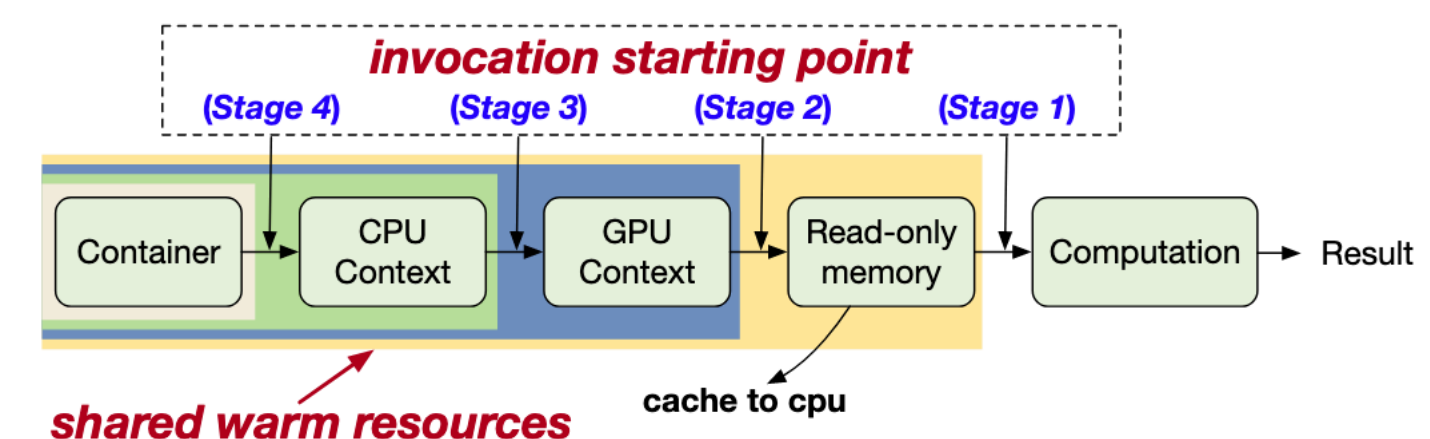 invocation starting point
(Stage 4) (Stage 3) (Stage 2) (Stage 1)
Container
CPU
Context
GPU
Context
Read-only
memory
Computation
Result
cache to cpu
shared warm resources